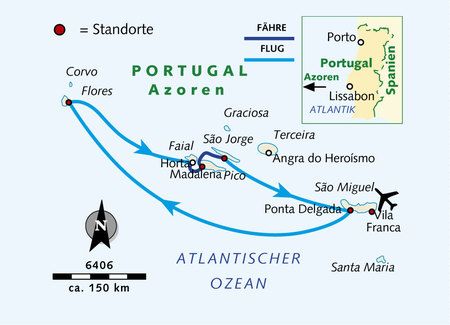 = Standorte
FÄHRE
FLUG
Porto
Portugal
Spanien
Azoren
Lissabon
ATLANTIK
PORTUGAL
Azoren
Corvo
Flores
Graciosa
Faial
São Jorge
Terceira
Horta
Madalena
Pico
Angra do Heroísmo
São Miguel
Ponta Delgada
Vila
Franca
N
ATLANTISCHER
OZEAN
Santa Maria
6406
ca. 150 km